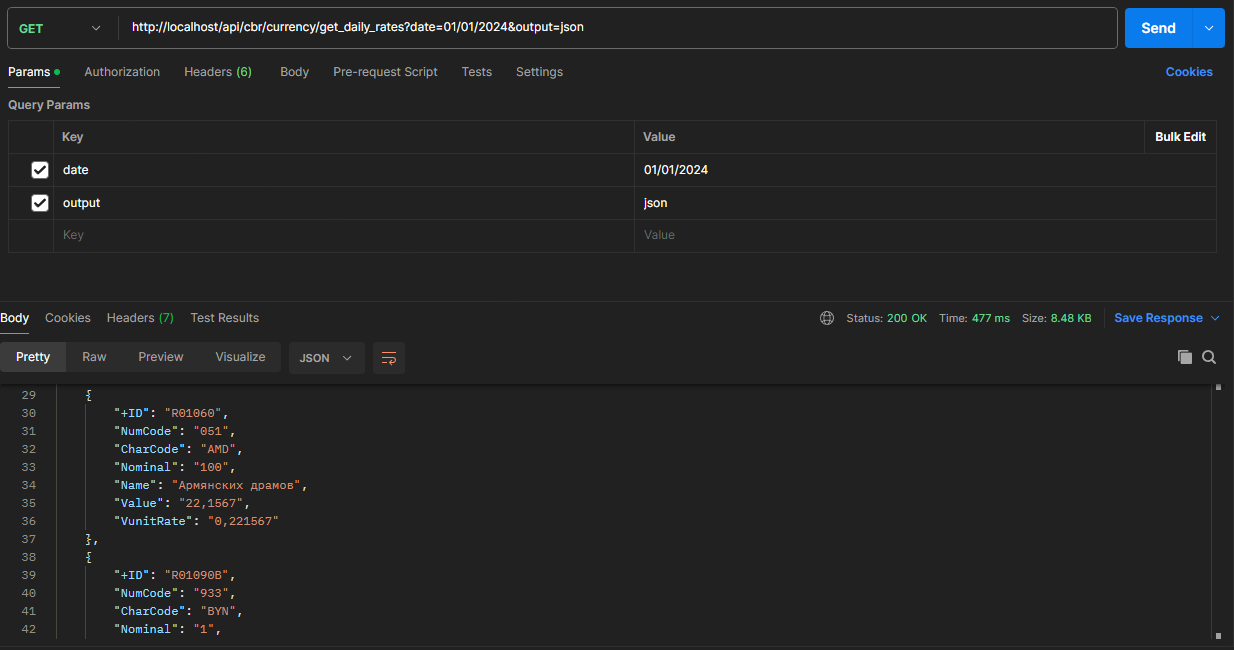 GET http://localhost/api/cbr/currency/get_daily_rates?date=01/01/2024&output=json Send
Params Authorization Headers (6) Body Pre-request Script Tests Settings Cookies
Query Params
Key Value Bulk Edit
date 01/01/2024
output json
Key Value
Body Cookies Headers (7) Test Results Status: 200 OK Time: 477 ms Size: 8.48 KB Save Response
Pretty Raw Preview Visualize JSON
29 {
30 "+ID": "R01060",
31 "NumCode": "051",
32 "CharCode": "AMD",
33 "Nominal": "100",
34 "Name": "Армянских драмов",
35 "Value": "22,1567",
36 "VunitRate": "0,221567"
37 },
38 {
39 "+ID": "R01090B",
40 "NumCode": "933",
41 "CharCode": "BYN",
42 "Nominal": "1",